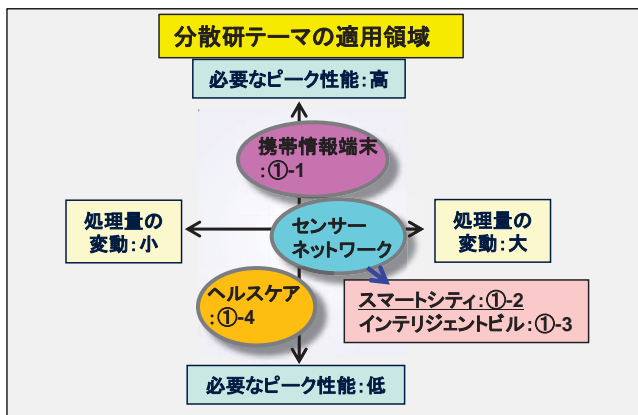 分散研テーマの適用領域
必要なピーク性能：高
携帯情報端末
：①-1
処理量の
変動：小
センサー
ネットワーク
処理量の
変動：大
ヘルスケア
：①-4
スマートシティ：①-2
インテリジェントビル：①-3
必要なピーク性能：低